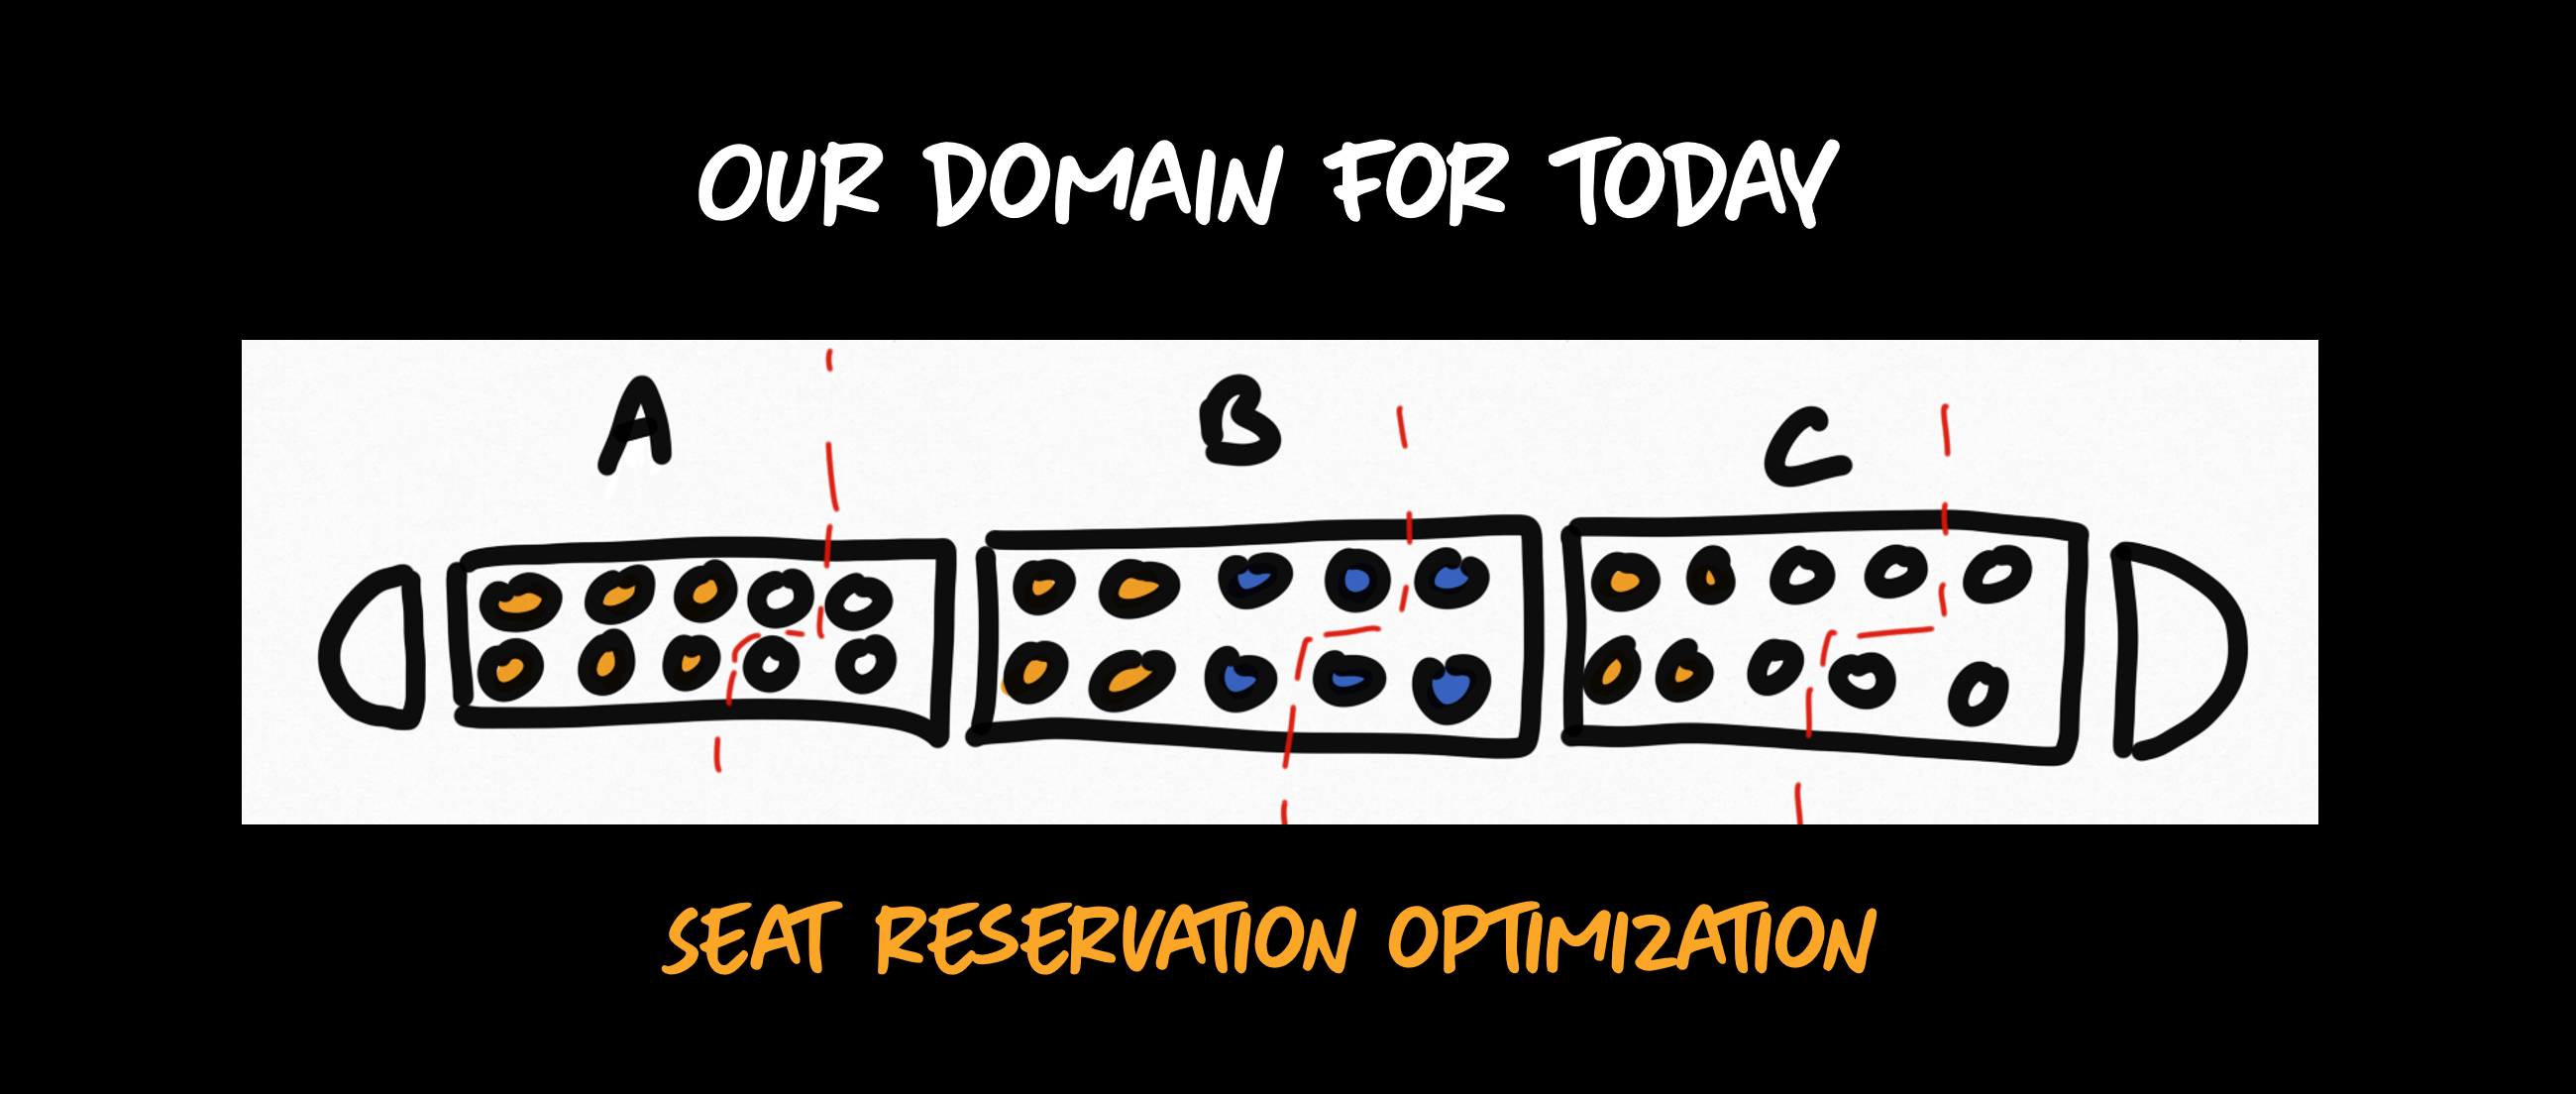 OUR DOMAIN FOR TODAY
A
B
C
SEAT RESERVATION OPTIMIZATION